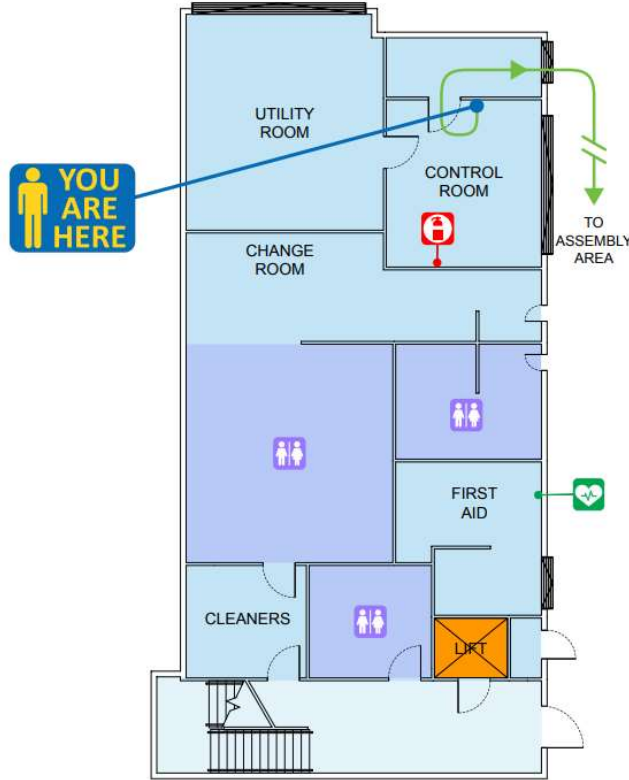 UTILITY
ROOM
YOU
ARE
HERE
CONTROL
ROOM
TO
ASSEMBLY
AREA
CHANGE
ROOM
FIRST
AID
CLEANERS
LIFT